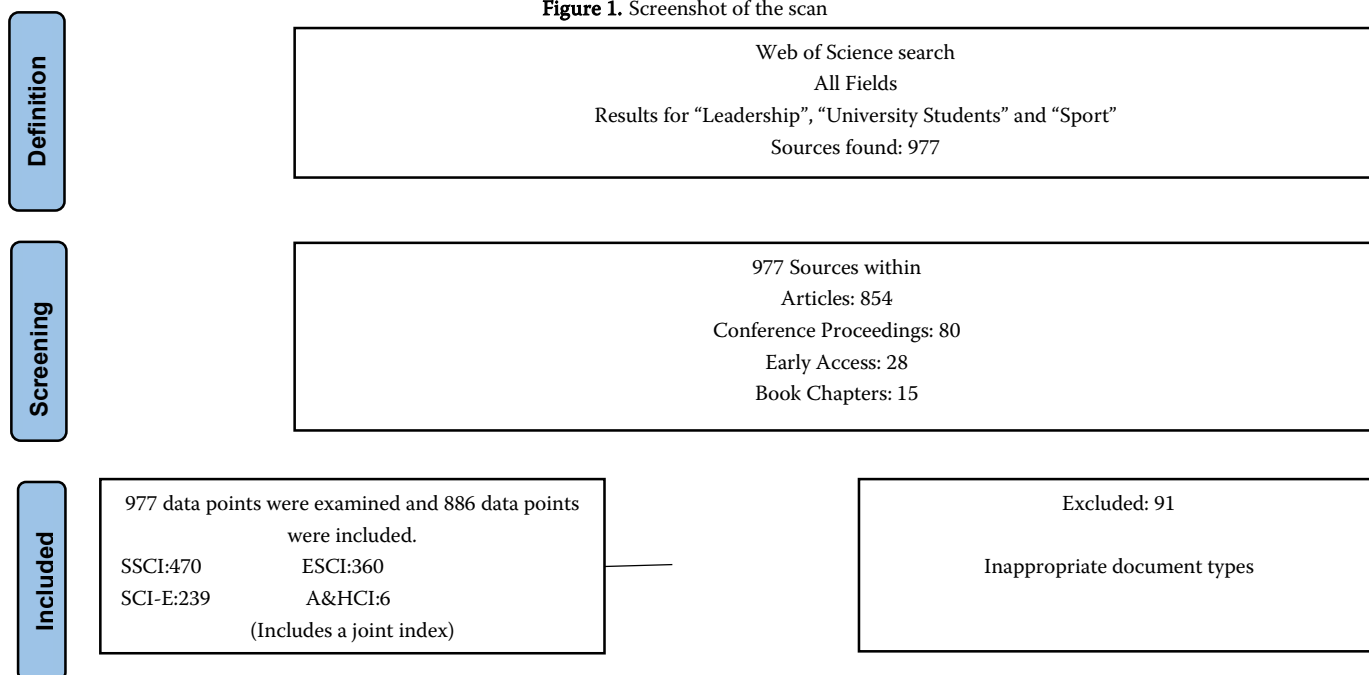 Figure 1. Screenshot of the scan
Definition
Web of Science search
All Fields
Results for “Leadership”, “University Students” and “Sport”
Sources found: 977
Screening
977 Sources within
Articles: 854
Conference Proceedings: 80
Early Access: 28
Book Chapters: 15
Included
977 data points were examined and 886 data points
were included.
SSCI:470 ESCI:360
SCI-E:239 A&HCI:6
(Includes a joint index)
Excluded: 91
Inappropriate document types